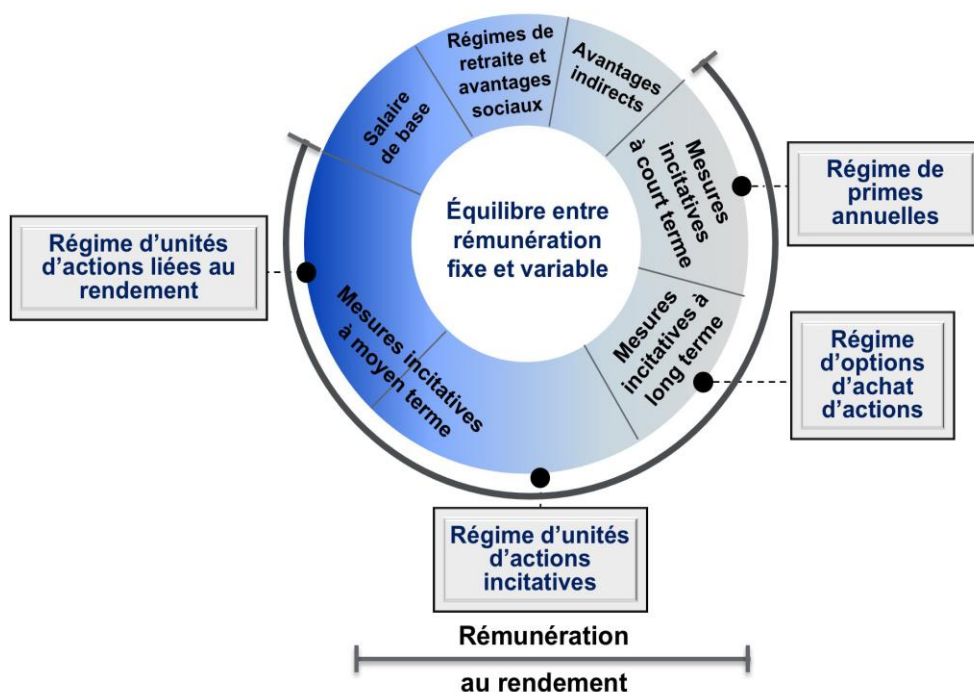 Régimes de
retraite et
avantages
sociaux
Avantages
indirects
Salaire
de base
Mesures
incitatives
à court terme
Régime de
primes
annuelles
Équilibre entre
rémunération
fixe et variable
Régime d’unités
d’actions liées au
rendement
Mesures incitatives
à moyen terme
Mesures
incitatives à
long terme
Régime
d’options
d’achat
d’actions
Régime d’unités
d’actions
incitatives
Rémunération
au rendement